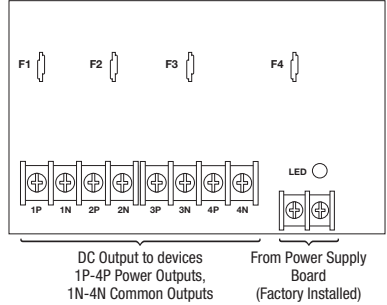 F1 F2 F3 F4
LED
1P 1N 2P 2N 3P 3N 4P 4N
DC Output to devices
1P-4P Power Outputs,
1N-4N Common Outputs
From Power Supply
Board
(Factory Installed)